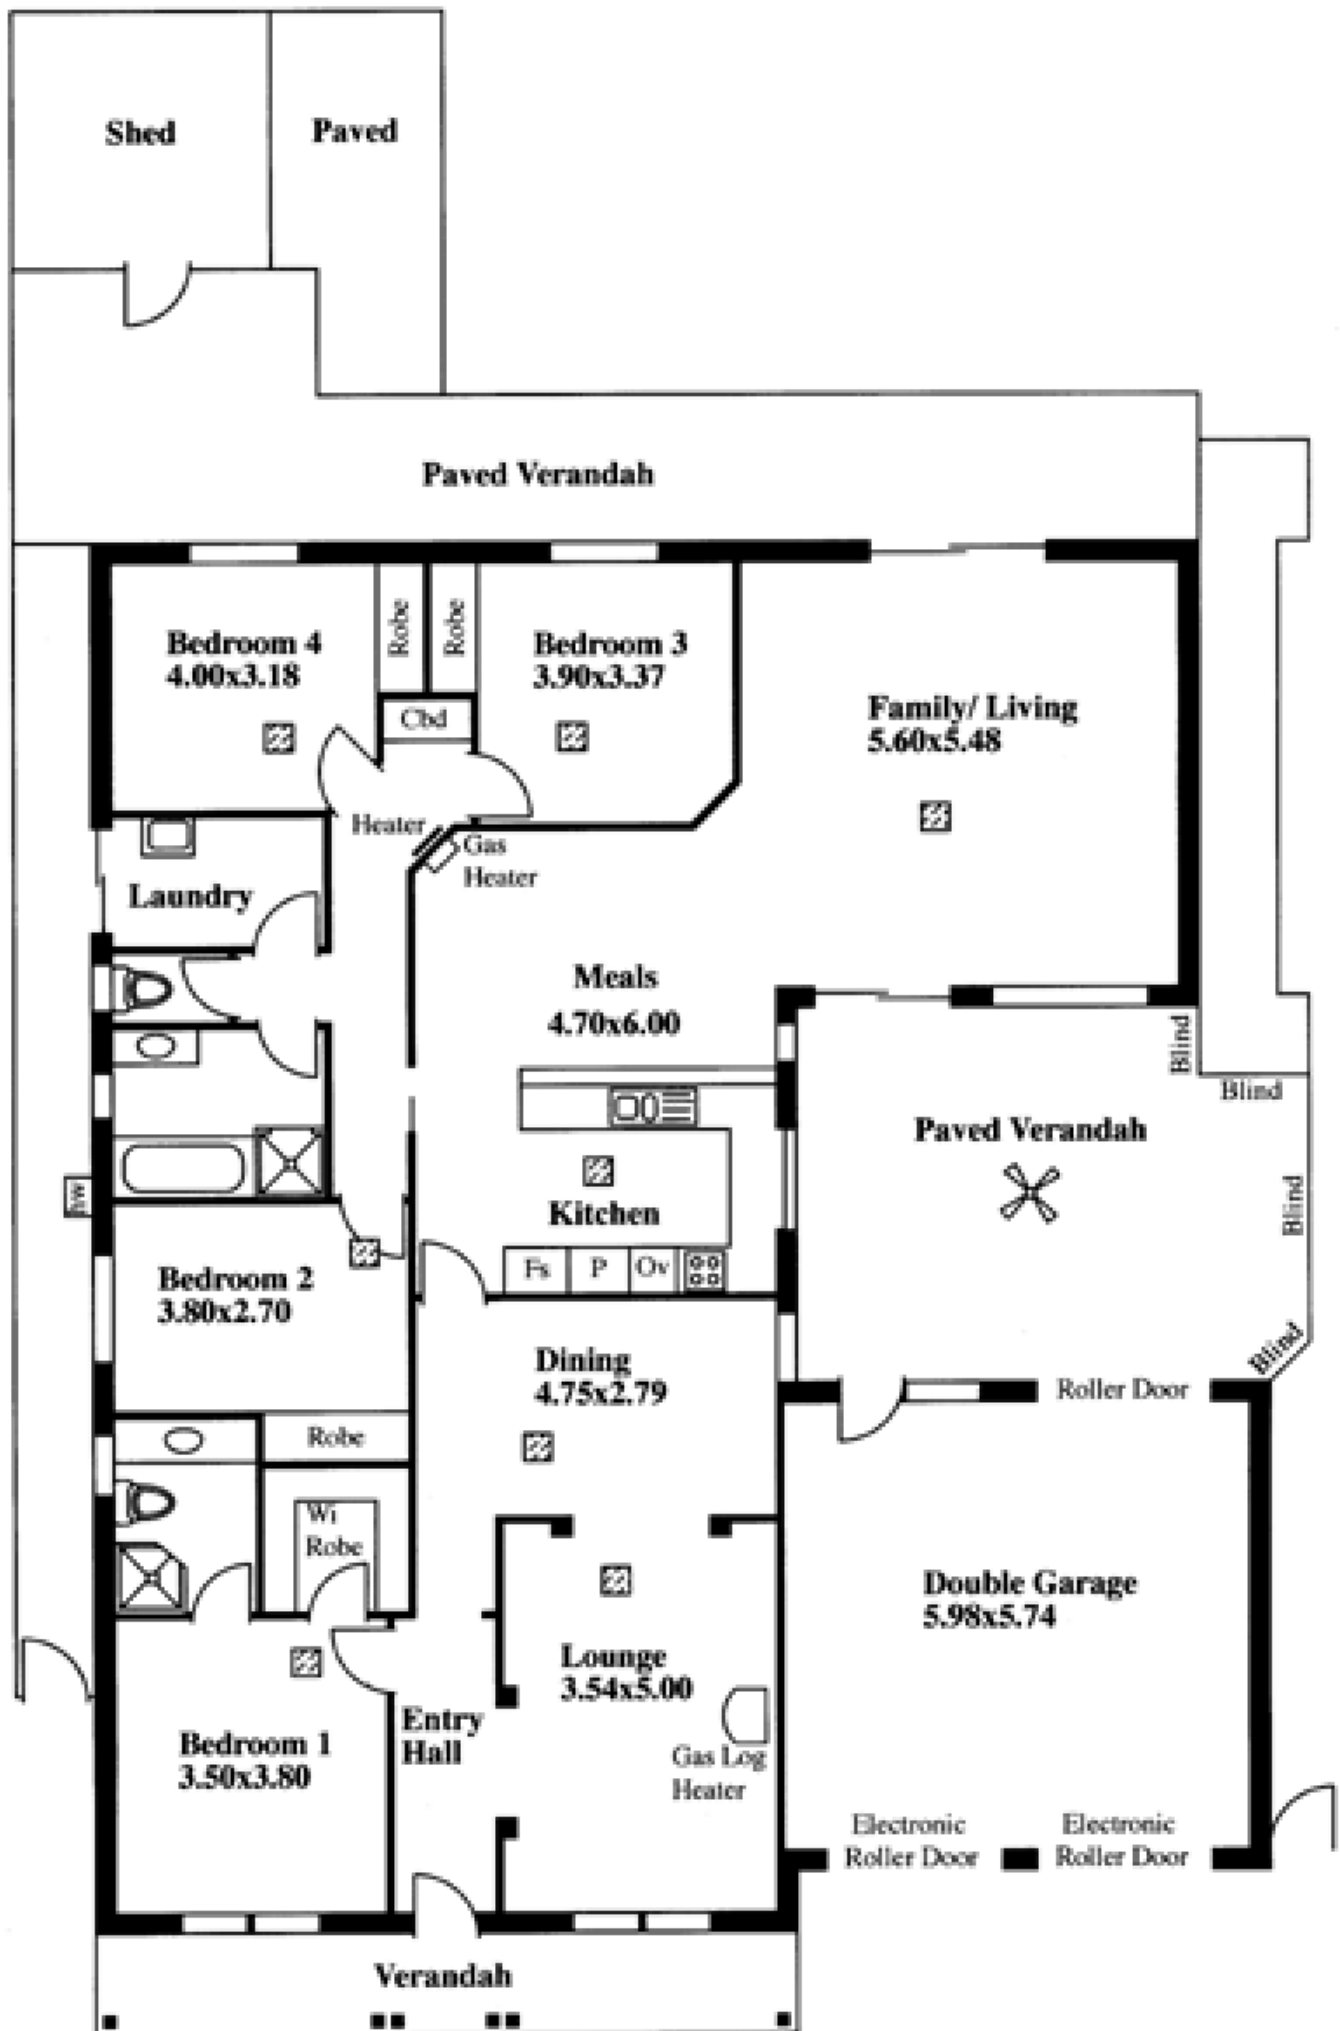 Shed
Paved
Paved Verandah
Bedroom 4
4.00x3.18
Robe
Robe
Bedroom 3
3.90x3.37
Cbd
Family/ Living
5.60x5.48
Heater
Gas
Heater
Laundry
Meals
4.70x6.00
Blind
Blind
Paved Verandah
Blind
hw
Kitchen
Fs
P
Ov
Bedroom 2
3.80x2.70
Dining
4.75x2.79
Blind
Roller Door
Robe
Wi
Robe
Double Garage
5.98x5.74
Lounge
3.54x5.00
Entry
Hall
Bedroom 1
3.50x3.80
Gas Log
Heater
Electronic
Roller Door
Electronic
Roller Door
Verandah